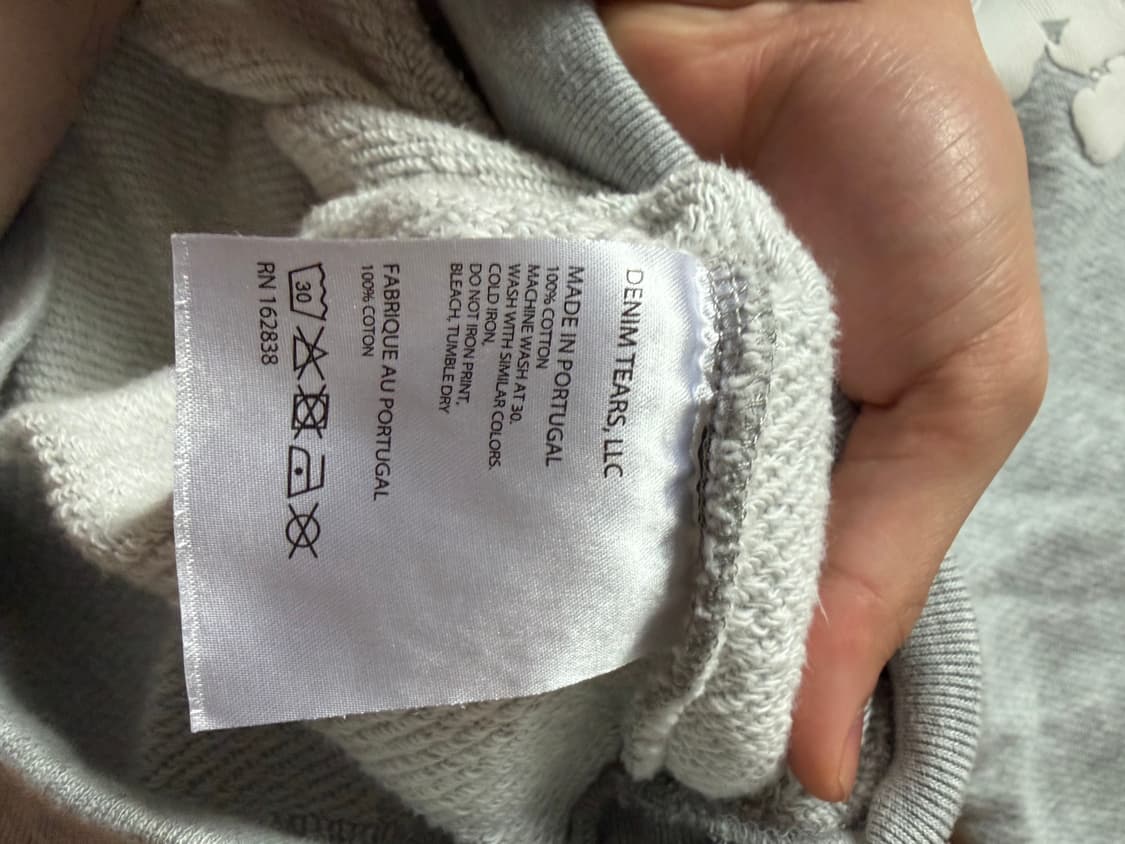 DENIM TEARS, LLC
MADE IN PORTUGAL
100% COTTON
MACHINE WASH AT 30.
WASH WITH SIMILAR COLORS.
COLD IRON,
DO NOT IRON PRINT,
BLEACH, TUMBLE DRY
FABRIQUE AU PORTUGAL
100% COTON
30
RN 162838